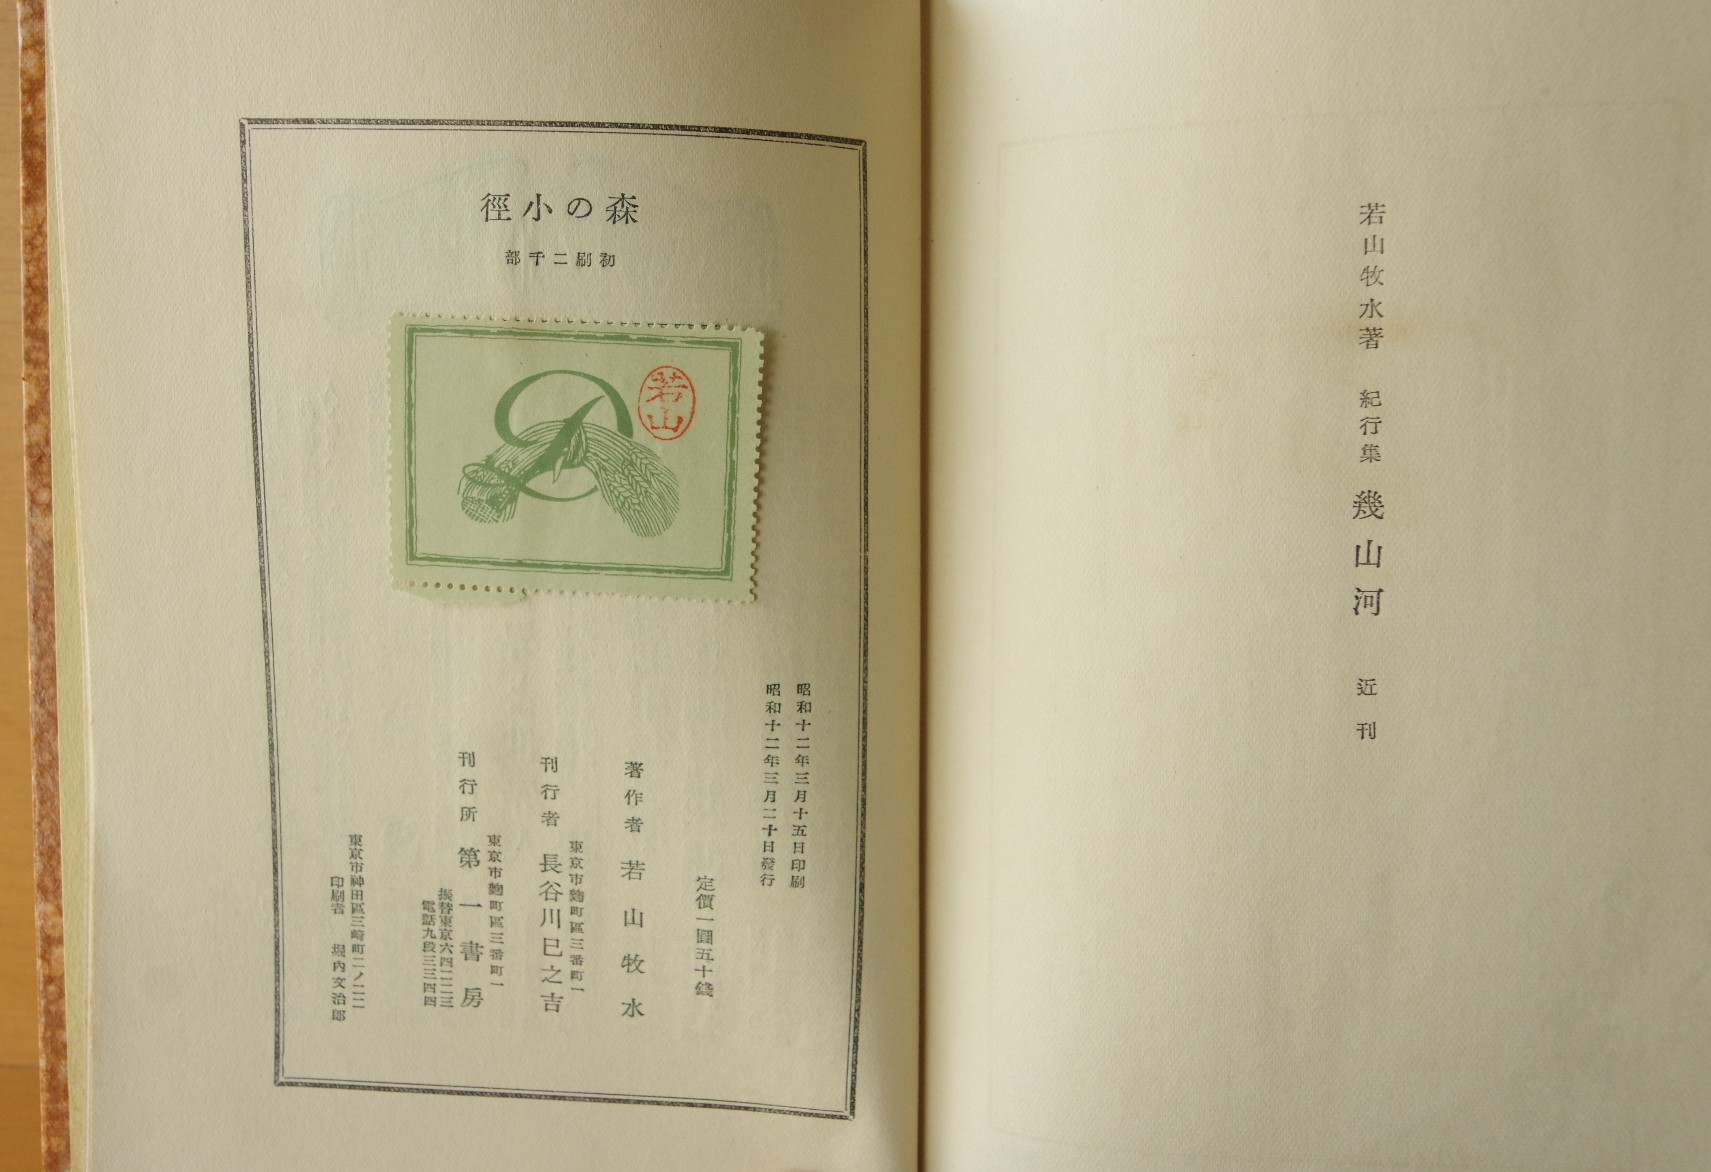 若山牧水著　紀行集　幾山河　近刊
森の小徑
初刷二千部
若山
昭和十二年三月十五日印刷
昭和十二年三月二十日發行
定價一圓五十錢
著作者　若山牧水
東京市麴町區三番町一
刊行者　長谷川巳之吉
東京市麴町區三番町一
刊行所　第一書房
振替東京六四二二三
電話九段三三四四
東京市神田區三崎町二ノ二二
印刷者　堀內文治郎